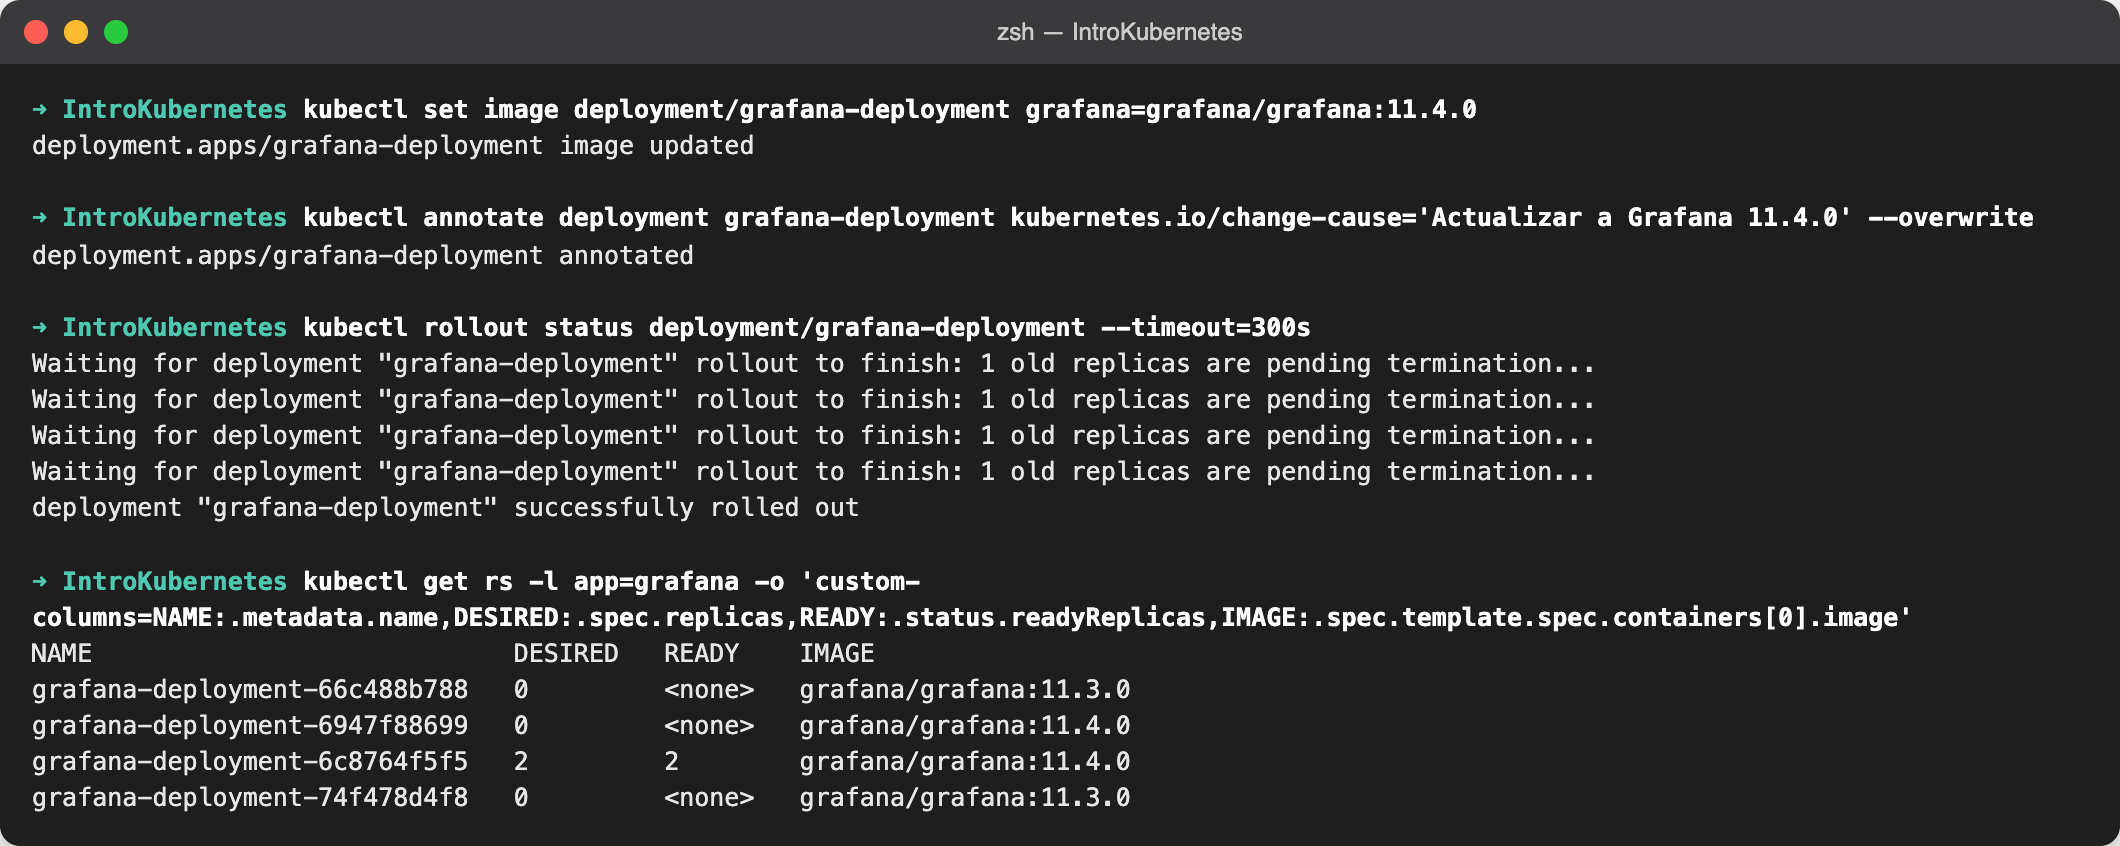 zsh — IntroKubernetes
→ IntroKubernetes kubectl set image deployment/grafana-deployment grafana=grafana/grafana:11.4.0
deployment.apps/grafana-deployment image updated
→ IntroKubernetes kubectl annotate deployment grafana-deployment kubernetes.io/change-cause='Actualizar a Grafana 11.4.0' --overwrite
deployment.apps/grafana-deployment annotated
→ IntroKubernetes kubectl rollout status deployment/grafana-deployment --timeout=300s
Waiting for deployment "grafana-deployment" rollout to finish: 1 old replicas are pending termination...
Waiting for deployment "grafana-deployment" rollout to finish: 1 old replicas are pending termination...
Waiting for deployment "grafana-deployment" rollout to finish: 1 old replicas are pending termination...
Waiting for deployment "grafana-deployment" rollout to finish: 1 old replicas are pending termination...
deployment "grafana-deployment" successfully rolled out
→ IntroKubernetes kubectl get rs -l app=grafana -o 'custom-
columns=NAME:.metadata.name,DESIRED:.spec.replicas,READY:.status.readyReplicas,IMAGE:.spec.template.spec.containers[0].image'
NAME DESIRED READY IMAGE
grafana-deployment-66c488b788 0 <none> grafana/grafana:11.3.0
grafana-deployment-6947f88699 0 <none> grafana/grafana:11.4.0
grafana-deployment-6c8764f5f5 2 2 grafana/grafana:11.4.0
grafana-deployment-74f478d4f8 0 <none> grafana/grafana:11.3.0